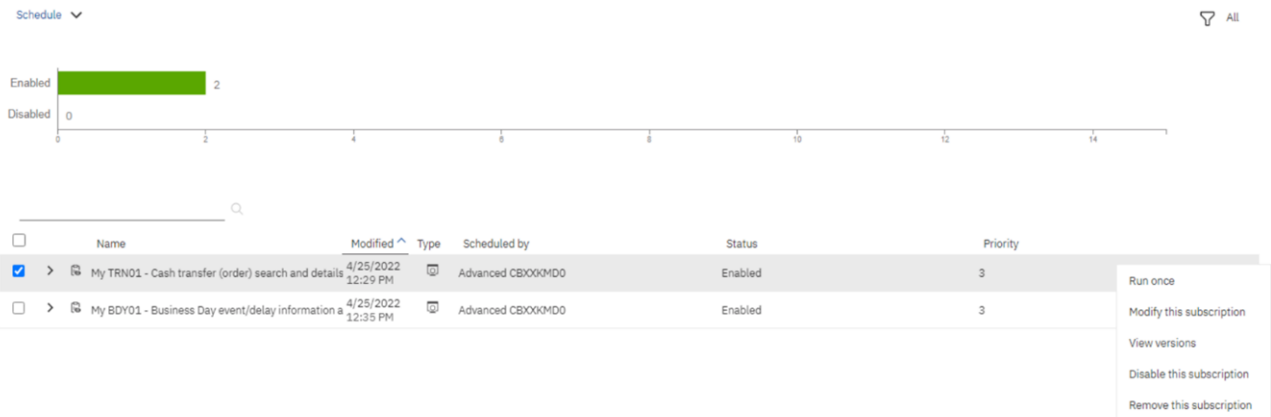 Schedule
All
Enabled 2
Disabled 0
0 2 4 6 8 10 12 14
Name Modified Type Scheduled by Status Priority
My TRN01 - Cash transfer (order) search and details 4/25/2022 12:29 PM Advanced CBXXKMD0 Enabled 3
My BDY01 - Business Day event/delay information a 4/25/2022 12:35 PM Advanced CBXXKMD0 Enabled 3
Run once
Modify this subscription
View versions
Disable this subscription
Remove this subscription